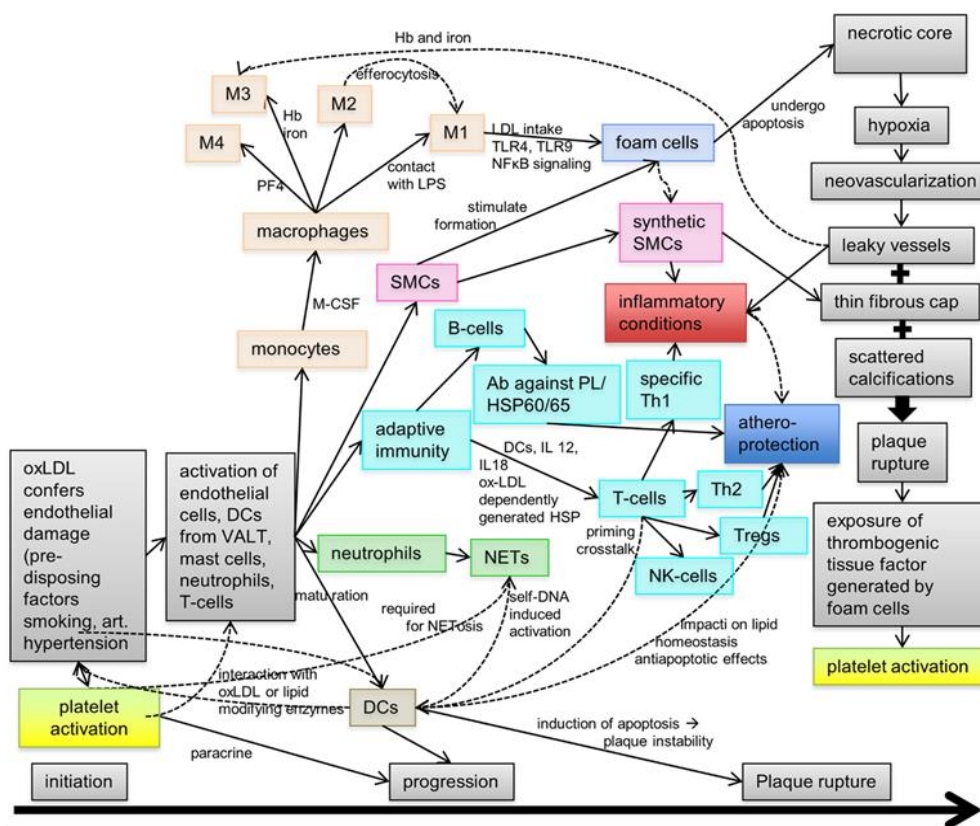 Hb and iron
necrotic core
efferocytosis
M3
M2
Hb
iron
M1
LDL intake
TLR4, TLR9
NFκB signaling
foam cells
undergo
apoptosis
hypoxia
M4
PF4
contact
with LPS
neovascularization
macrophages
stimulate
formation
synthetic
SMCs
leaky vessels
SMCs
M-CSF
inflammatory
conditions
thin fibrous cap
B-cells
monocytes
scattered
calcifications
Ab against PL/
HSP60/65
specific
Th1
adaptive
immunity
athero-
protection
plaque
rupture
DCs, IL 12,
IL18
ox-LDL
dependently
generated HSP
oxLDL
confers
endothelial
damage
(pre-
disposing
factors
smoking, art.
hypertension
activation of
endothelial
cells, DCs
from VALT,
mast cells,
neutrophils,
T-cells
T-cells
Th2
Tregs
NK-cells
priming
crosstalk
exposure of
thrombogenic
tissue factor
generated by
foam cells
neutrophils
NETs
maturation
required
for NETosis
self-DNA
induced
activation
Impacti on lipid
homeostasis
antiapoptotic effects
platelet activation
interaction with
oxLDL or lipid
modifying enzymes
platelet
activation
DCs
paracrine
induction of apoptosis →
plaque instability
initiation
progression
Plaque rupture